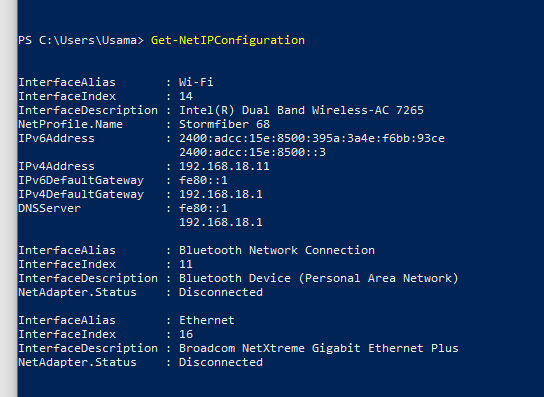 PS C:\Users\Usama> Get-NetIPConfiguration
InterfaceAlias : Wi-Fi
InterfaceIndex : 14
InterfaceDescription : Intel(R) Dual Band Wireless-AC 7265
NetProfile.Name : Stormfiber 68
IPv6Address : 2400:adcc:15e:8500:395a:3a4e:f6bb:93ce
2400:adcc:15e:8500::3
IPv4Address : 192.168.18.11
IPv6DefaultGateway : fe80::1
IPv4DefaultGateway : 192.168.18.1
DNSServer : fe80::1
192.168.18.1
InterfaceAlias : Bluetooth Network Connection
InterfaceIndex : 11
InterfaceDescription : Bluetooth Device (Personal Area Network)
NetAdapter.Status : Disconnected
InterfaceAlias : Ethernet
InterfaceIndex : 16
InterfaceDescription : Broadcom NetXtreme Gigabit Ethernet Plus
NetAdapter.Status : Disconnected